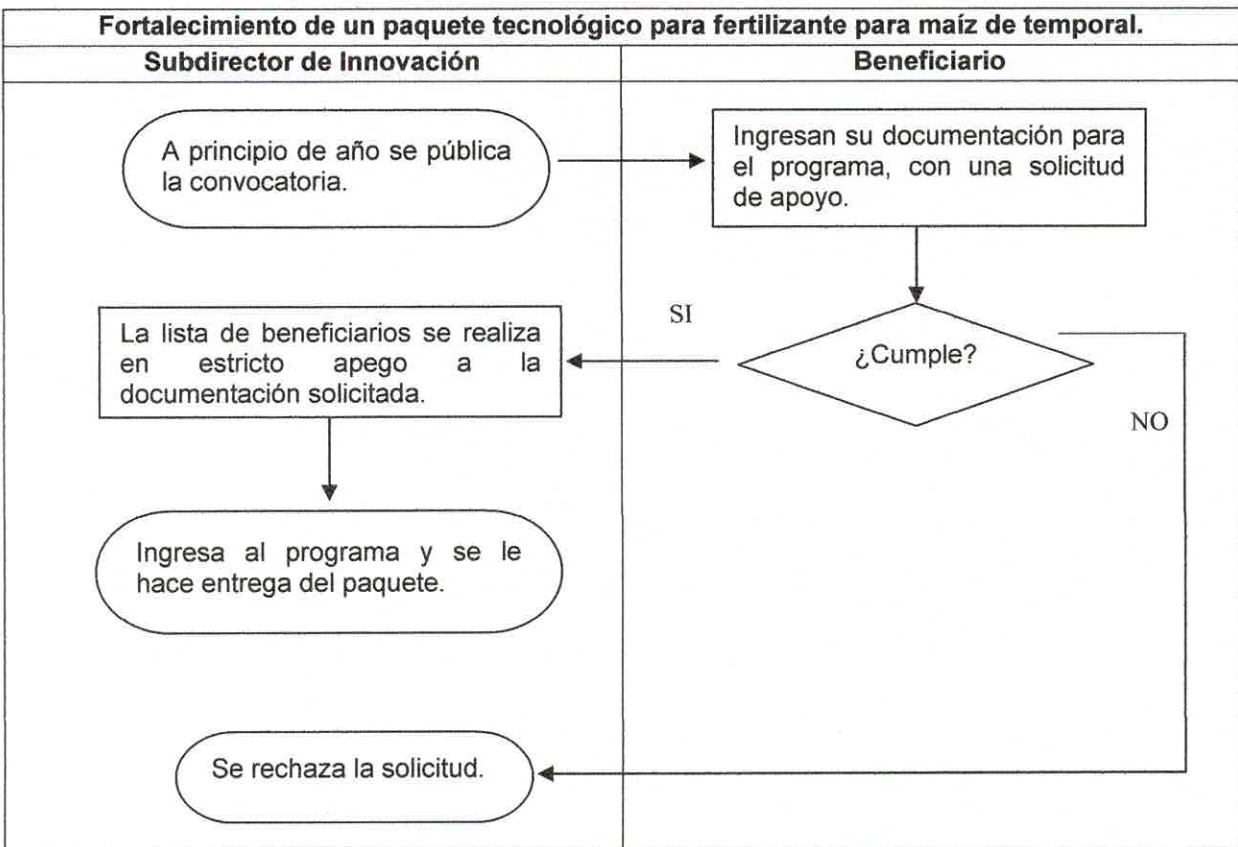 Fortalecimiento de un paquete tecnológico para fertilizante para maíz de temporal.
Subdirector de Innovación
Beneficiario
A principio de año se pública
la convocatoria.
Ingresan su documentación para
el programa, con una solicitud
de apoyo.
SI
¿Cumple?
NO
La lista de beneficiarios se realiza
en estricto apego a la
documentación solicitada.
Ingresa al programa y se le
hace entrega del paquete.
Se rechaza la solicitud.